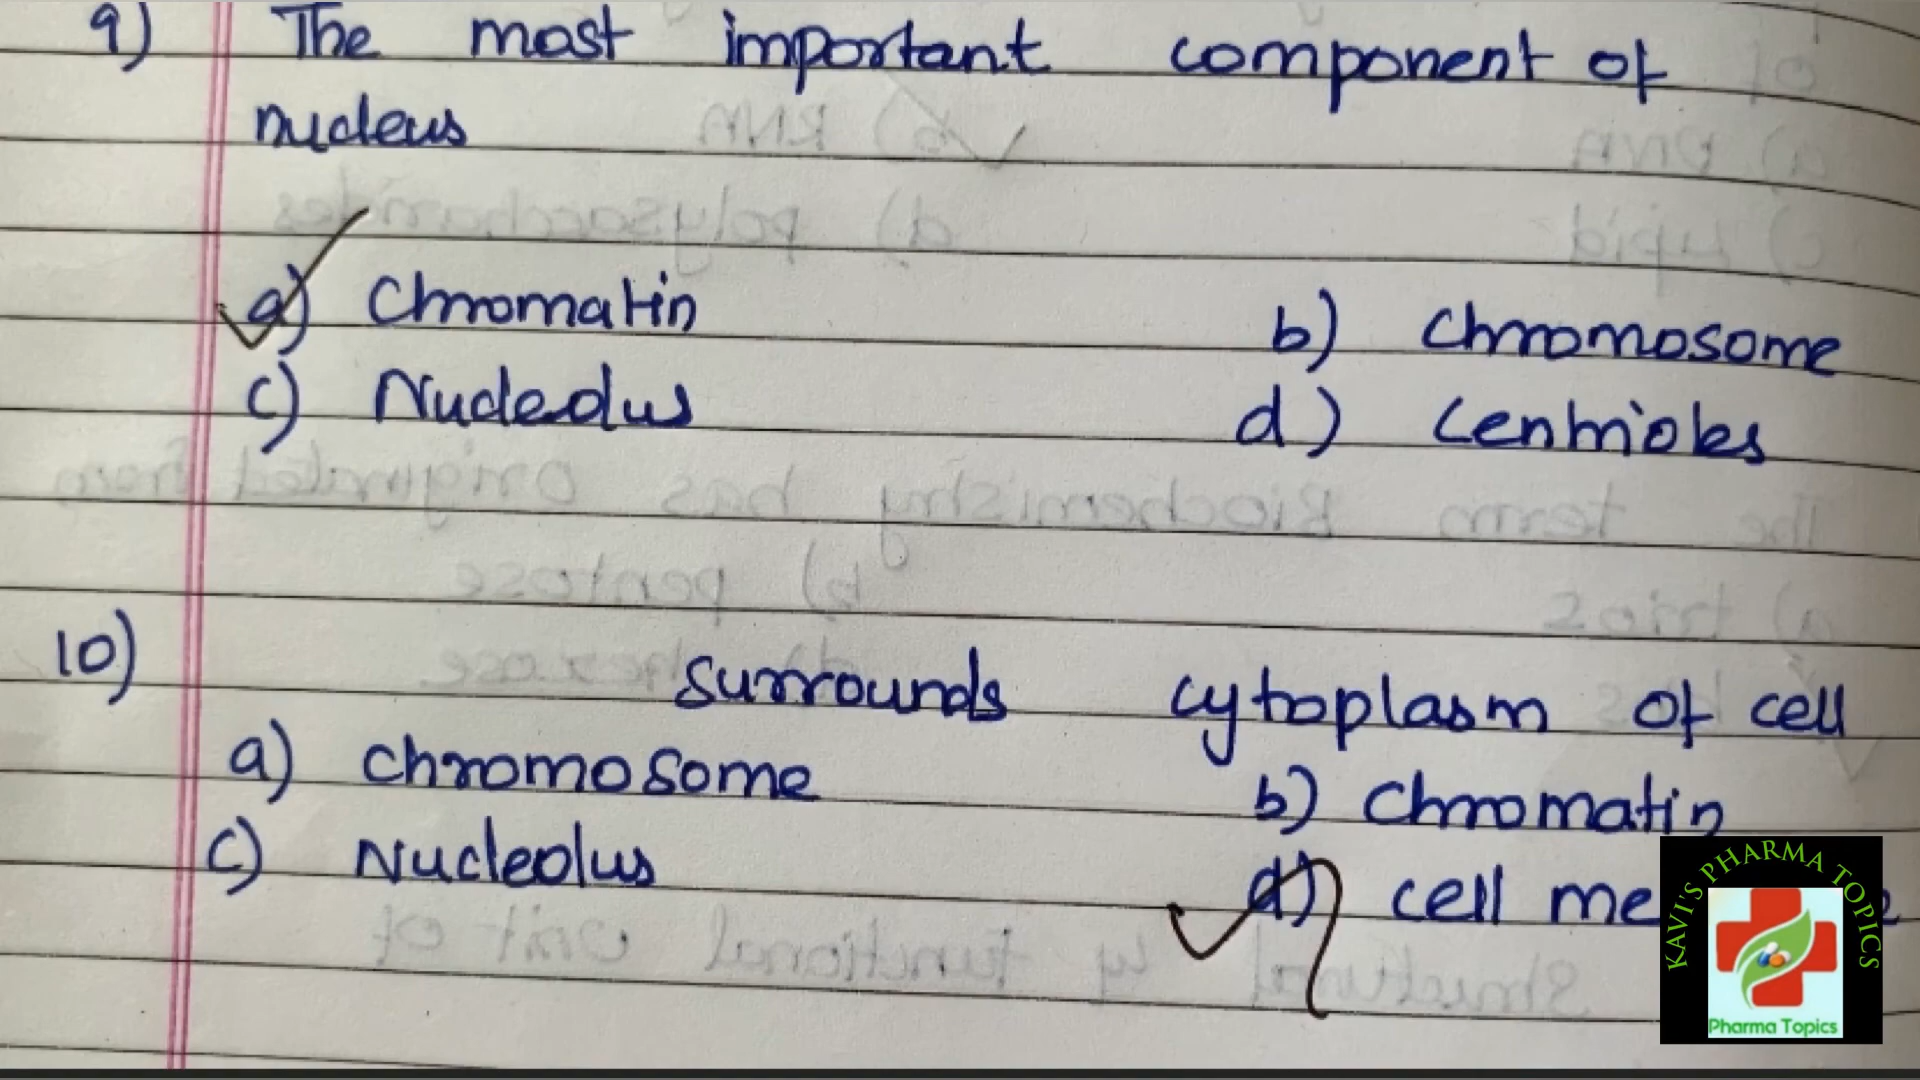 9) The most important component of
nucleus
a) Chromatin b) Chromosome
c) Nucleolus d) Centrioles
10) surrounds cytoplasm of cell
a) chromosome b) Chromatin
c) Nucleolus d) cell
KAVI'S PHARMA TOPICS
Pharma Topics